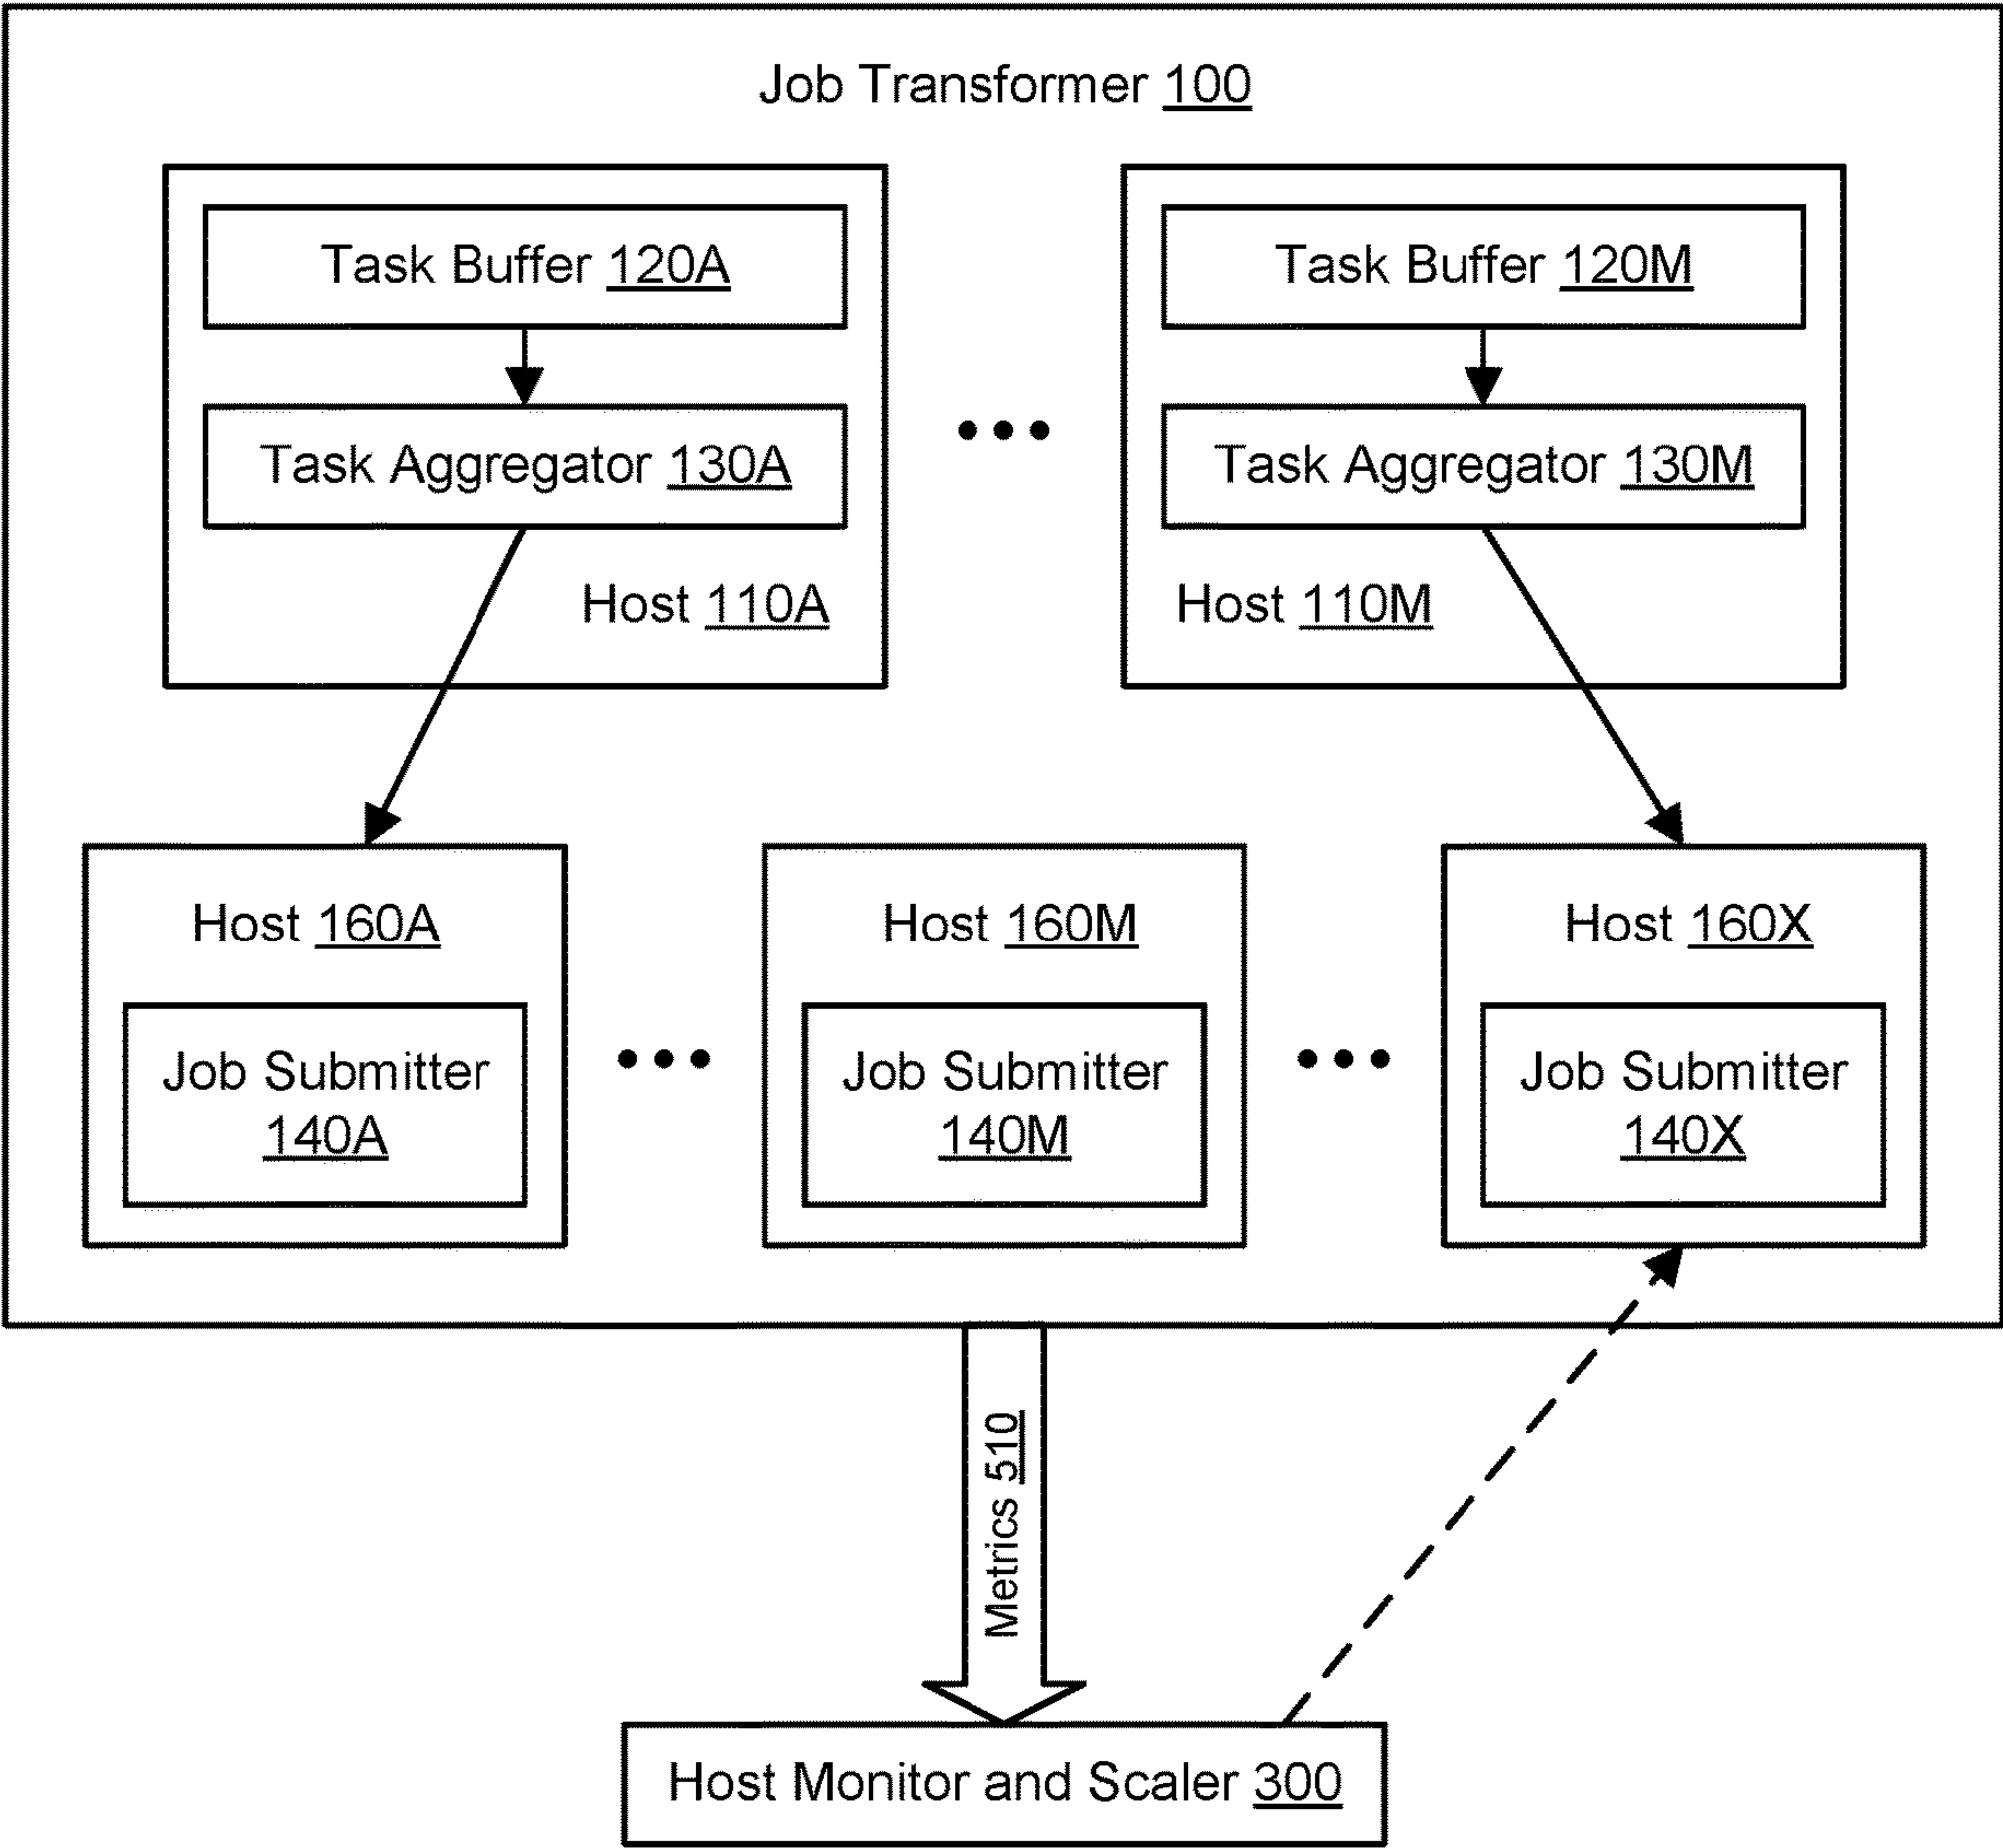 Job Transformer 100
Task Buffer 120A
Task Aggregator 130A
Host 110A
Task Buffer 120M
Task Aggregator 130M
Host 110M
Host 160A
Job Submitter
140A
Host 160M
Job Submitter
140M
Host 160X
Job Submitter
140X
Metrics 510
Host Monitor and Scaler 300